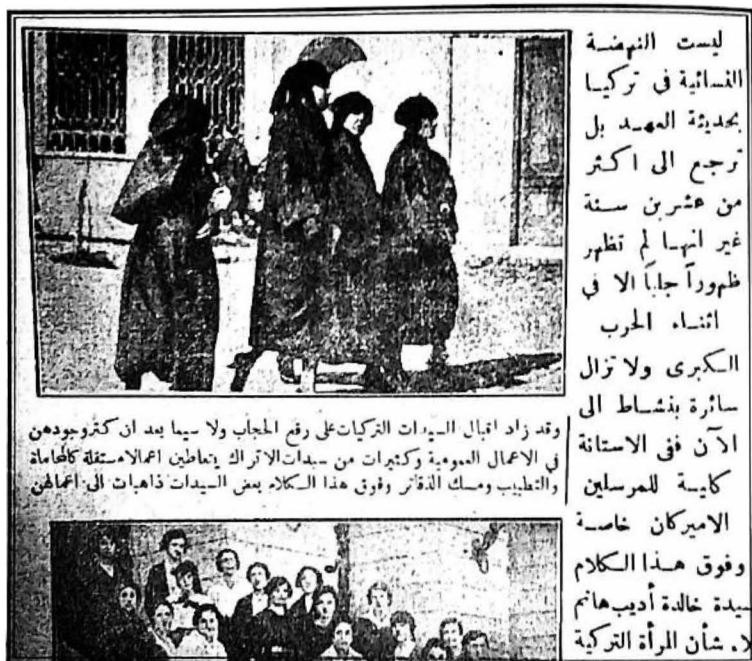 ليست النهضة
النسائية في تركيا
بحديثة العهد بل
ترجع الى اكثر
من عشرين سنة
غير انها لم تظهر
ظهوراً جلياً الا في
اثناء الحرب
الكبرى ولا تزال
سائرة بنشاط الى
الآن ففي الاستانة
كلية للمرسلين
الاميركان خاصة
وفوق هذا الكلام
سيدة خالدة أديب هانم
لاء شأن المرأة التركية
وقد زاد اقبال السيدات التركيات على رفع الحجاب ولا سيما بعد ان كثر وجودهن
في الاعمال العمومية وكثيرات من سيدات الاتراك يتعاطين اعمالا مستقلة كالمحاماة
والتطبيب ومسك الدفاتر وفوق هذا الكلام بعض السيدات ذاهبات الى اعمالهن